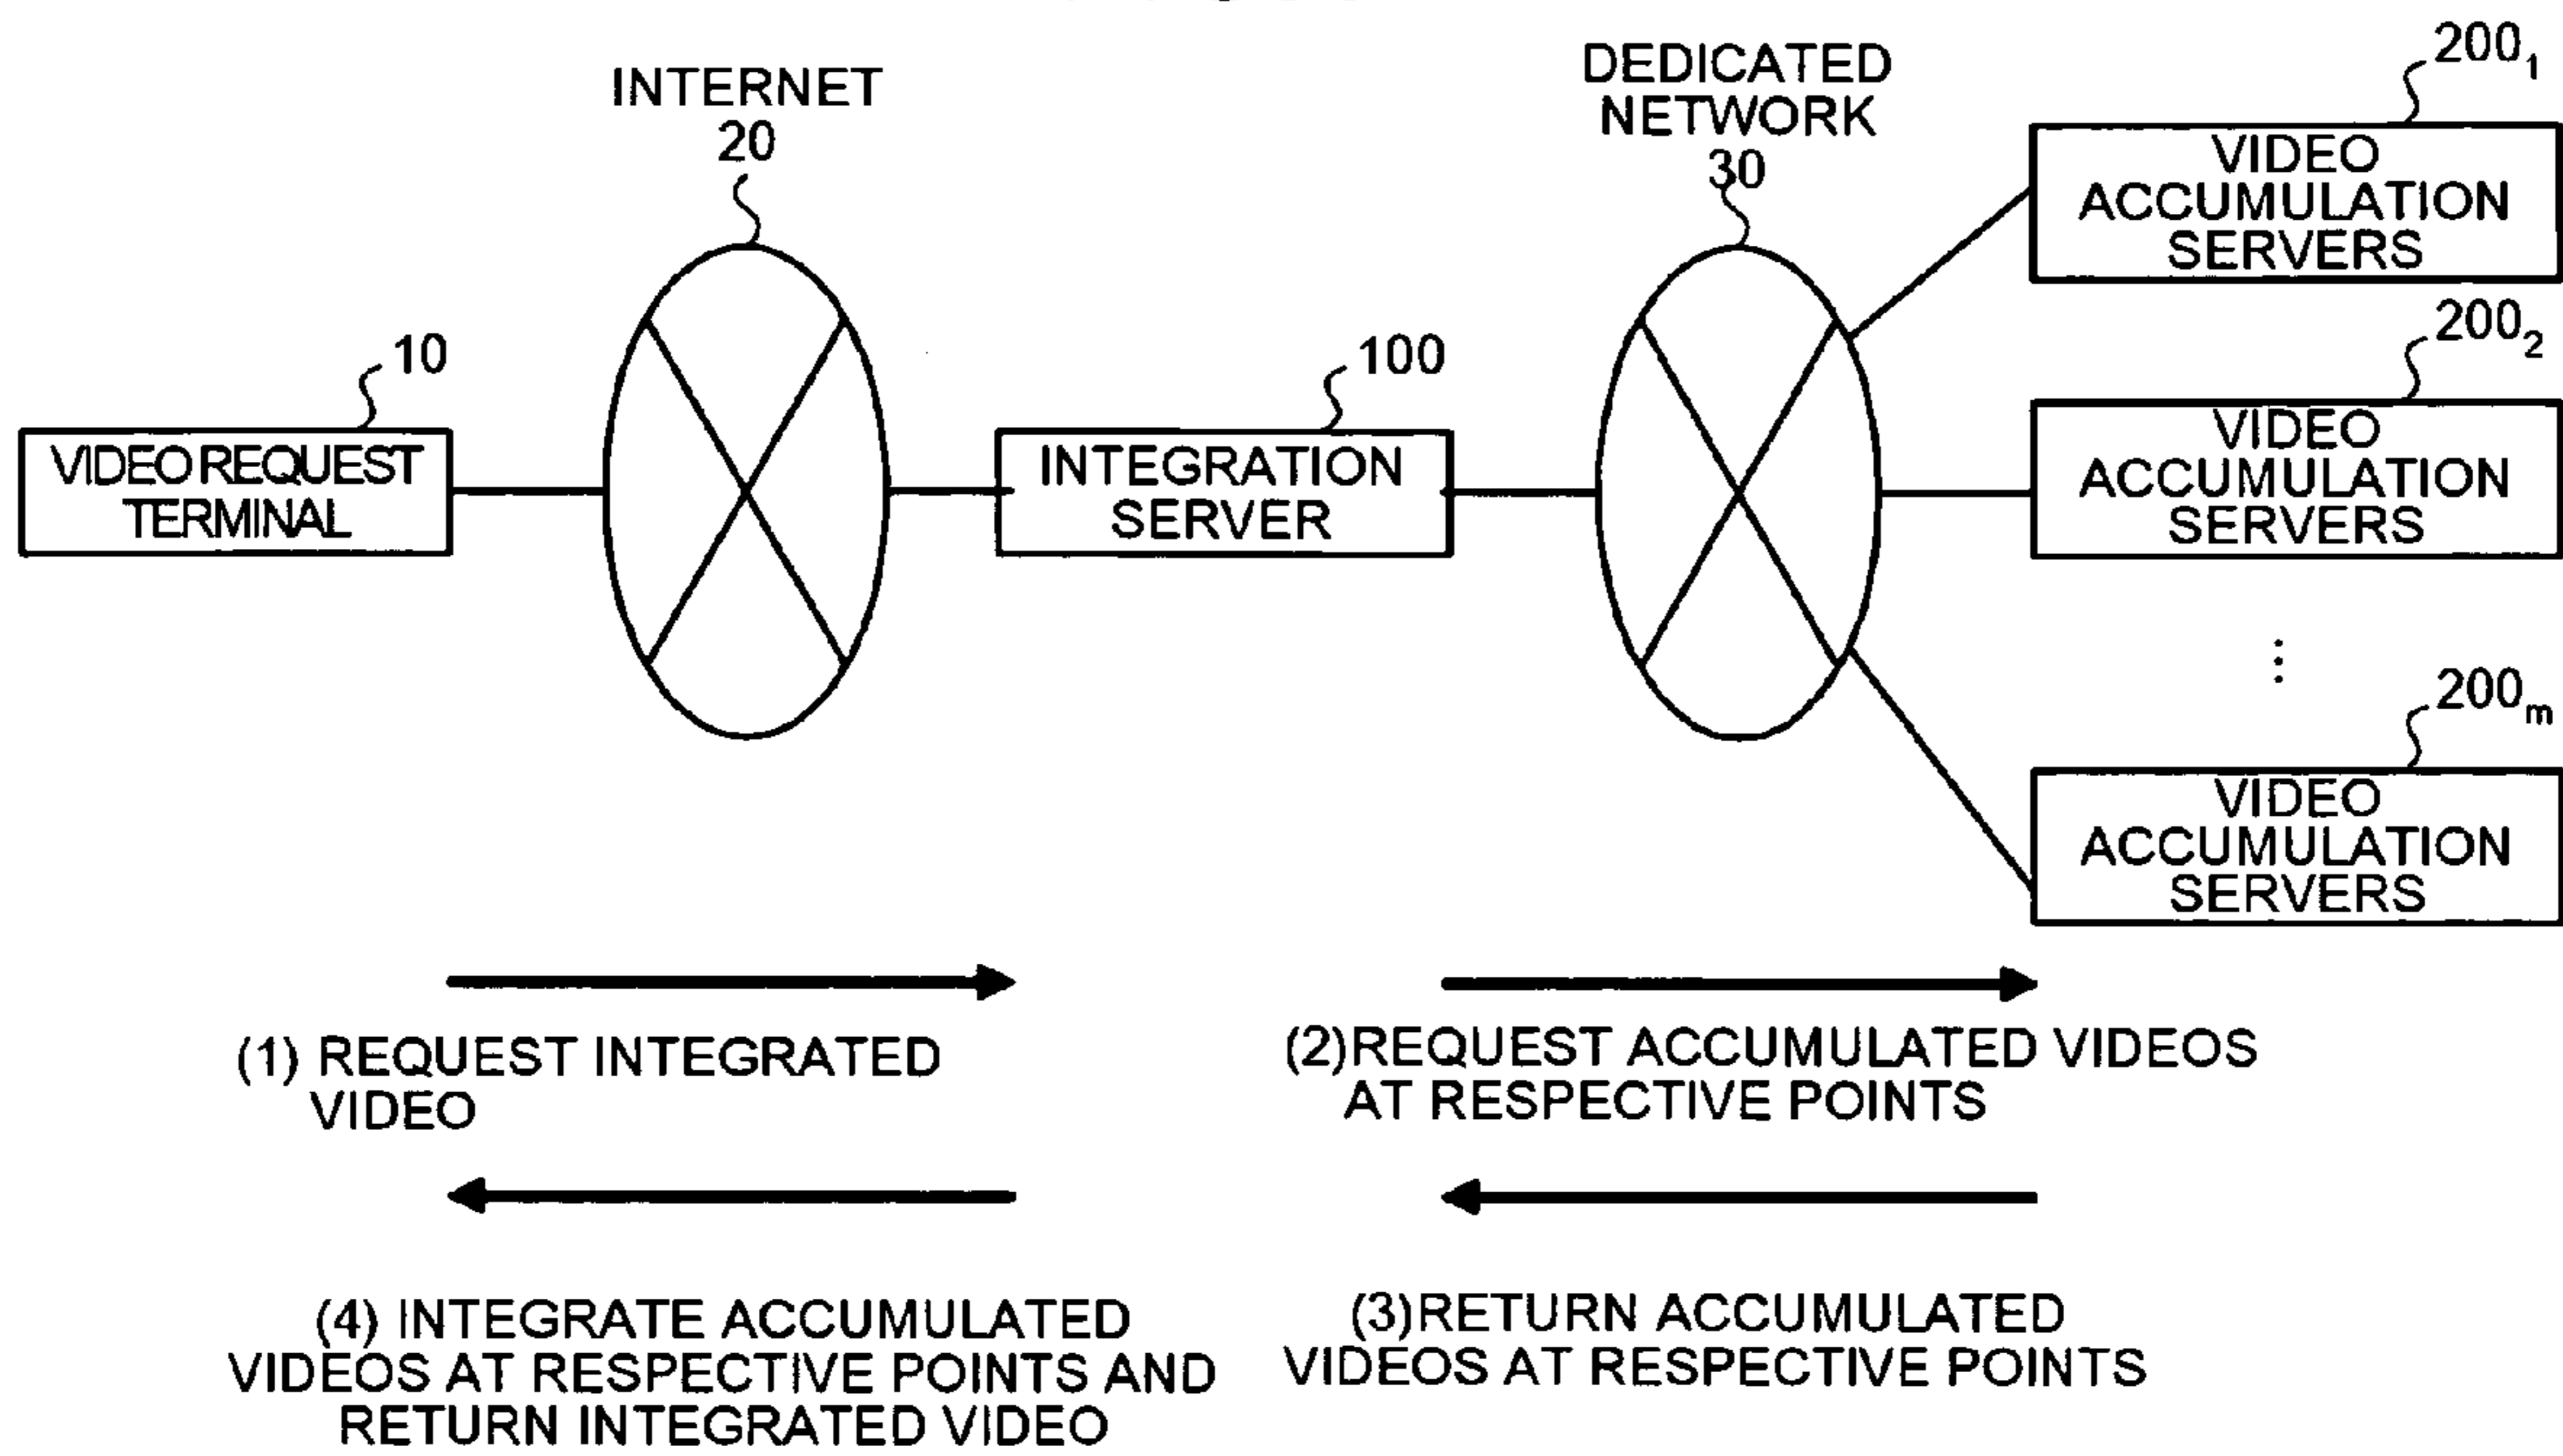 INTERNET
20
DEDICATED
NETWORK
30
200₁
VIDEO
ACCUMULATION
SERVERS
10
VIDEO REQUEST
TERMINAL
100
INTEGRATION
SERVER
200₂
VIDEO
ACCUMULATION
SERVERS
⋮
200ₘ
VIDEO
ACCUMULATION
SERVERS
(1) REQUEST INTEGRATED
VIDEO
(2)REQUEST ACCUMULATED VIDEOS
AT RESPECTIVE POINTS
(4) INTEGRATE ACCUMULATED
VIDEOS AT RESPECTIVE POINTS AND
RETURN INTEGRATED VIDEO
(3)RETURN ACCUMULATED
VIDEOS AT RESPECTIVE POINTS